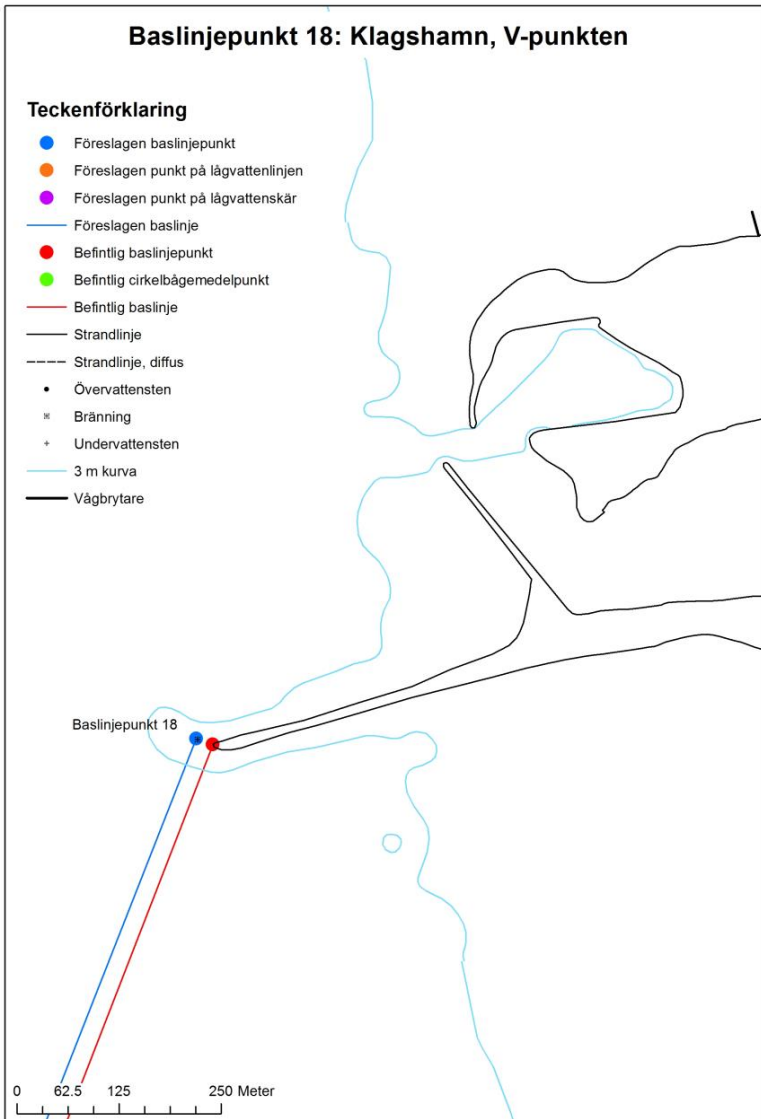 Baslinjepunkt 18: Klagshamn, V-punkten
Teckenförklaring
Föreslagen baslinjepunkt
Föreslagen punkt på lågvattenlinjen
Föreslagen punkt på lågvattenskär
Föreslagen baslinje
Befintlig baslinjepunkt
Befintlig cirkelbågemedelpunkt
Befintlig baslinje
Strandlinje
Strandlinje, diffus
Övervattensten
Bränning
Undervattensten
3 m kurva
Vågbrytare
Baslinjepunkt 18
0 62.5 125 250 Meter